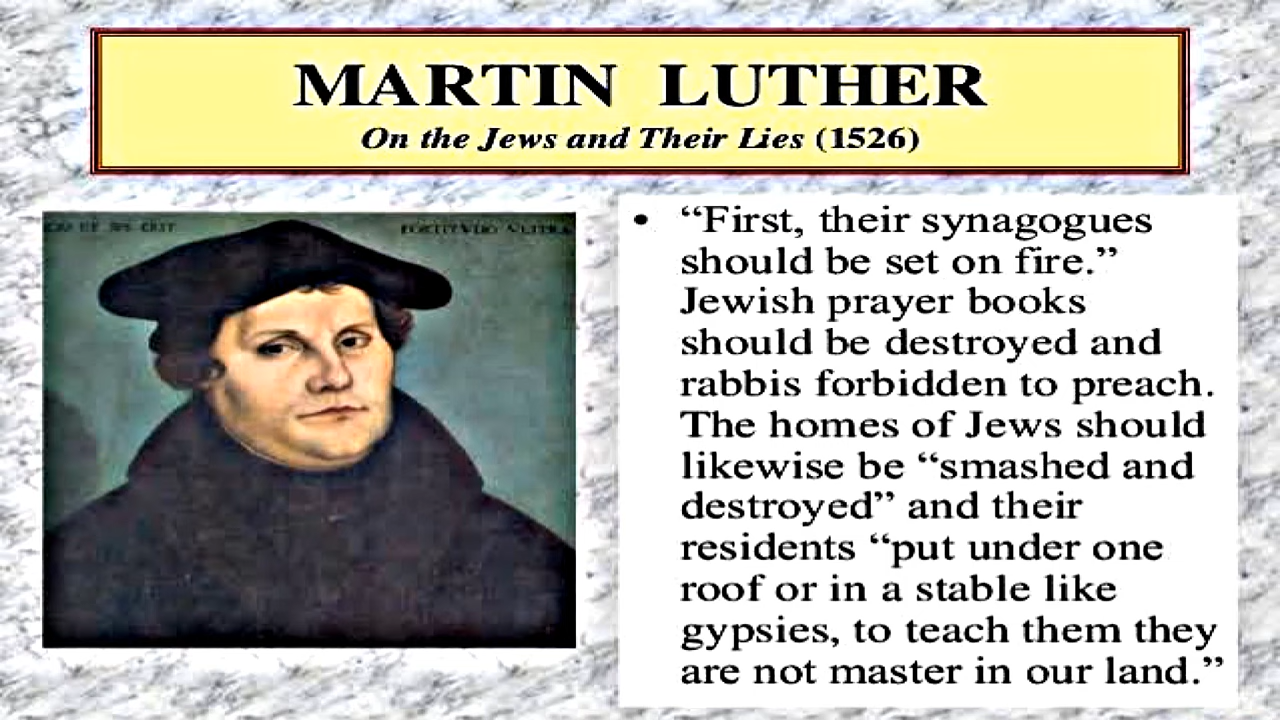 MARTIN LUTHER
On the Jews and Their Lies (1526)
• “First, their synagogues
should be set on fire.”
Jewish prayer books
should be destroyed and
rabbis forbidden to preach.
The homes of Jews should
likewise be “smashed and
destroyed” and their
residents “put under one
roof or in a stable like
gypsies, to teach them they
are not master in our land.”